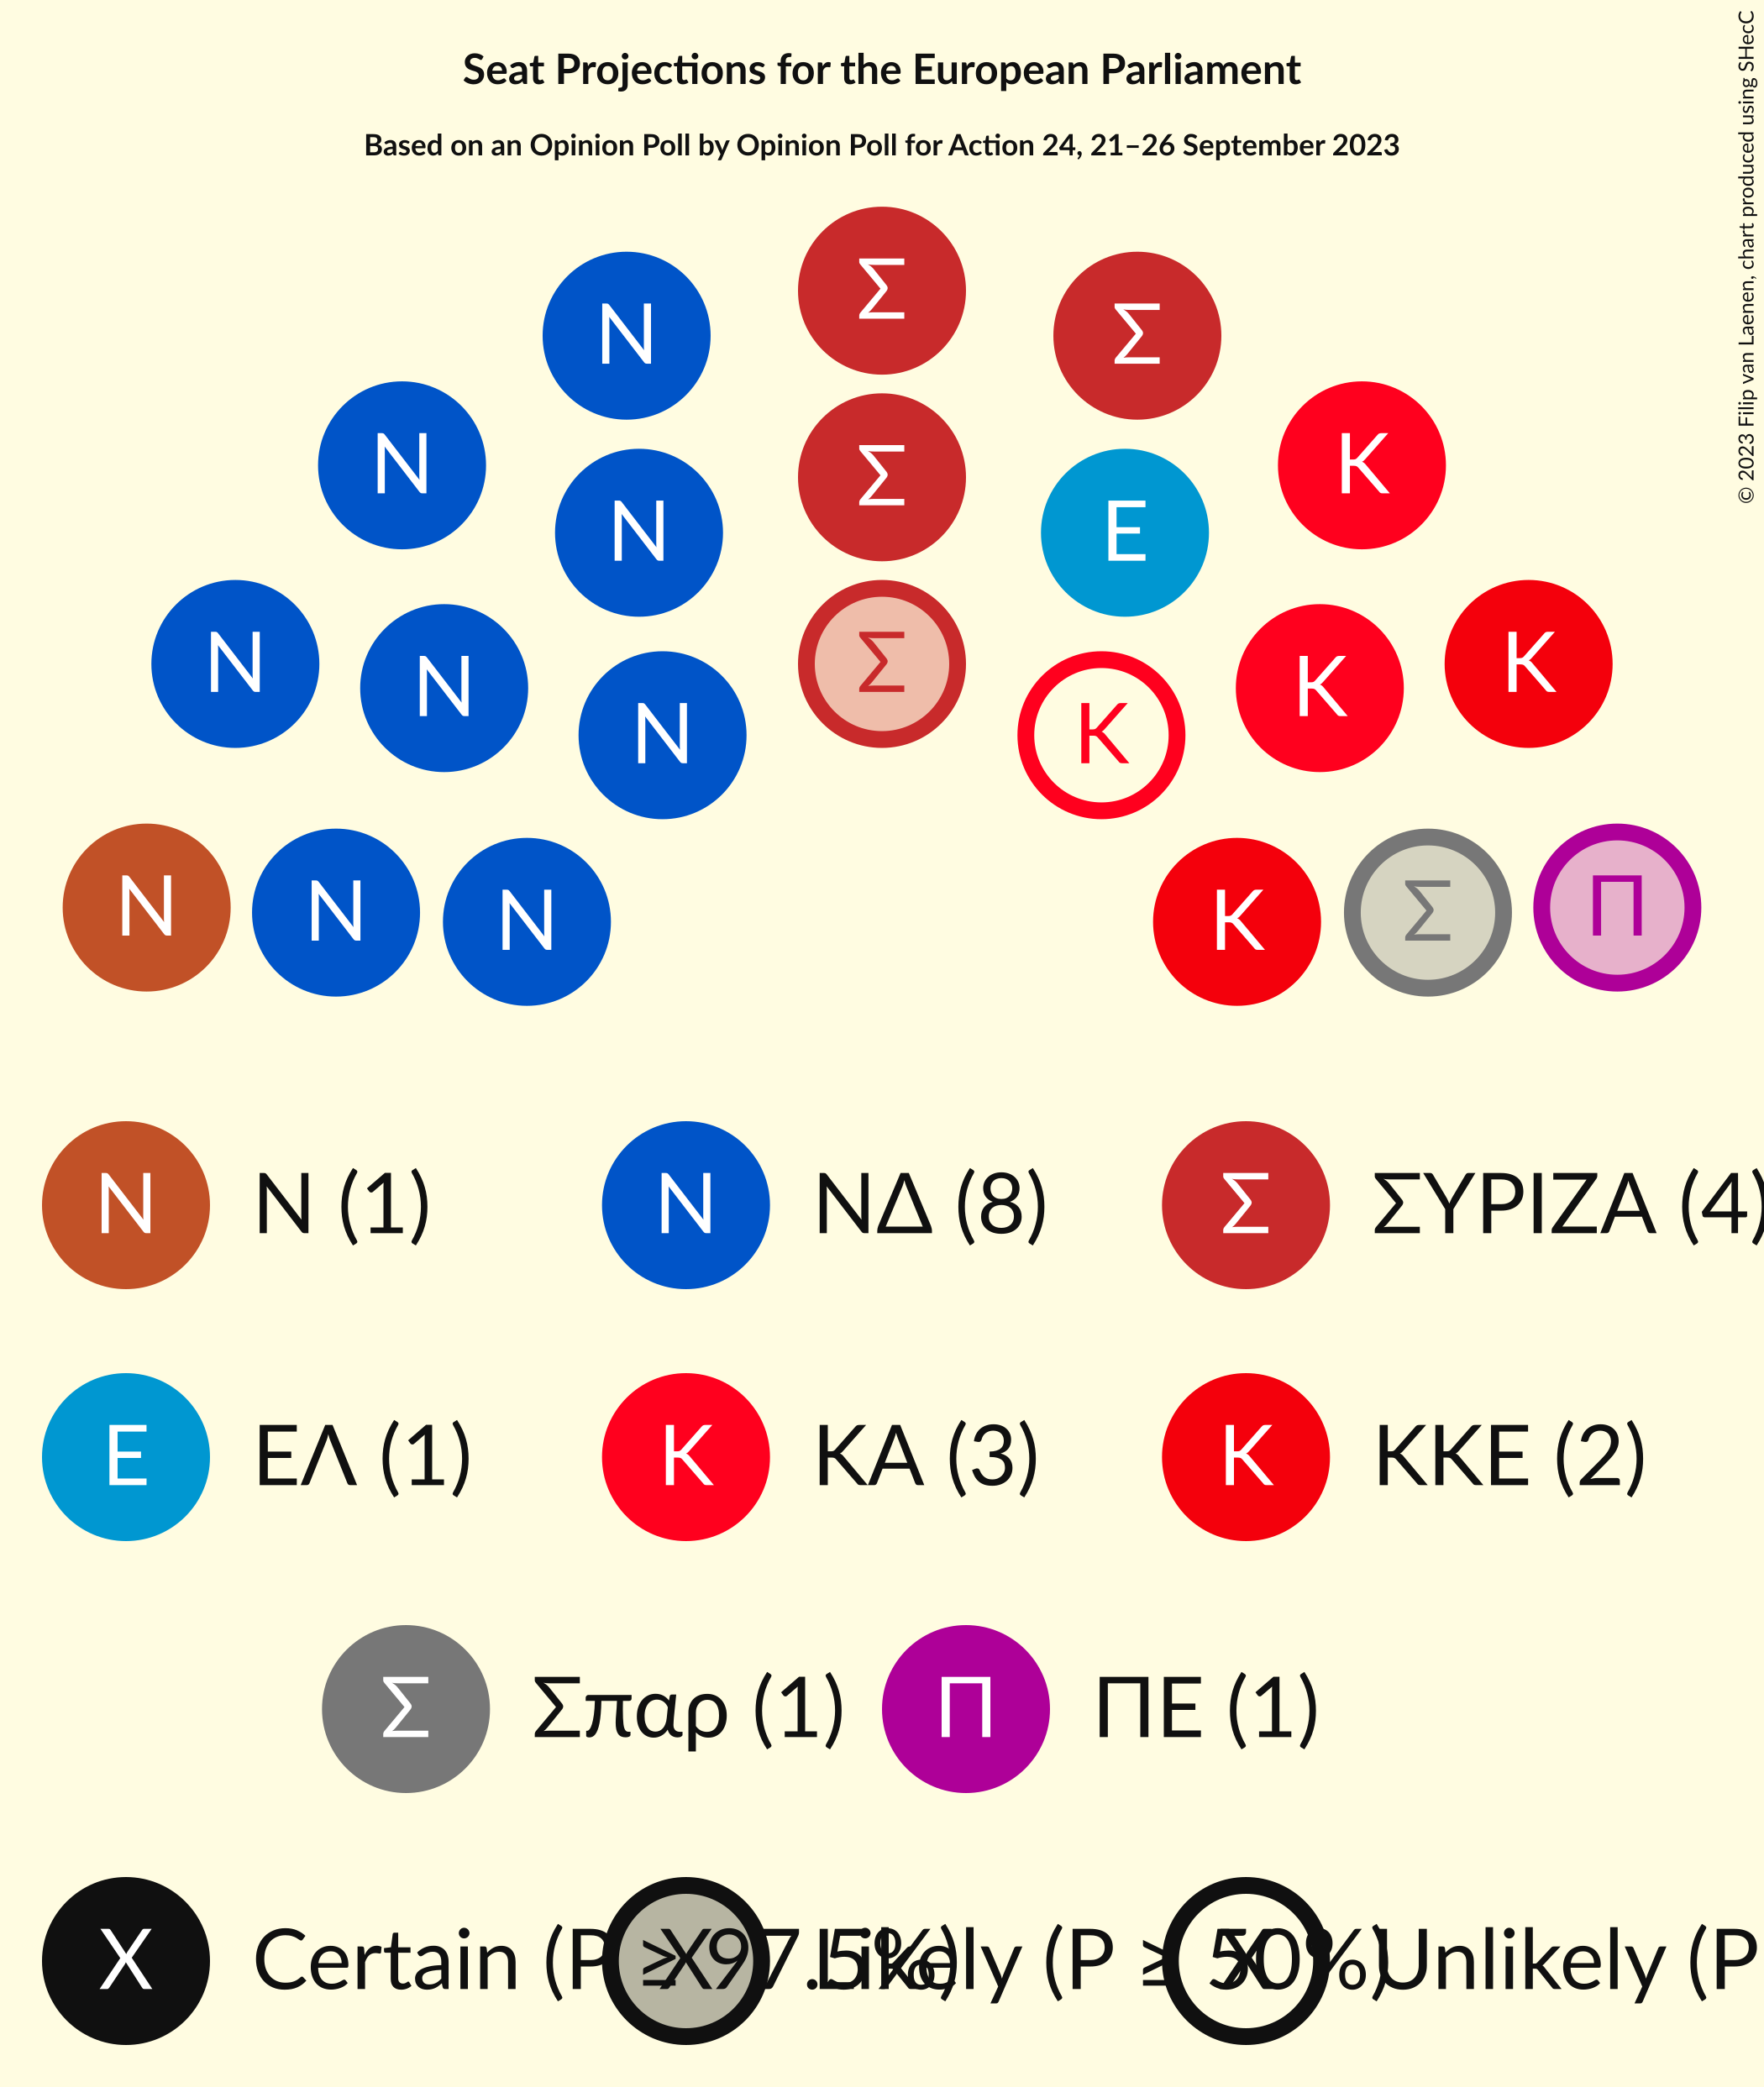 Seat Projections for the European Parliament
Based on an Opinion Poll by Opinion Poll for Action 24, 21–26 September 2023
© 2023 Filip van Laenen, chart produced using SHecC
Σ
Ν Σ
Ν Σ Κ
Ν Ε
Ν Ν Σ Κ Κ
Ν Κ
Ν Ν Ν Κ Σ Π
Ν Ν (1) Ν ΝΔ (8) Σ ΣΥΡΙΖΑ (4)
Ε ΕΛ (1) Κ ΚΑ (3) Κ ΚΚΕ (2)
Σ Σπαρ (1) Π ΠΕ (1)
X Certain (P ≥ 97.5%) X Likely (P ≥ 50%) X Unlikely (P